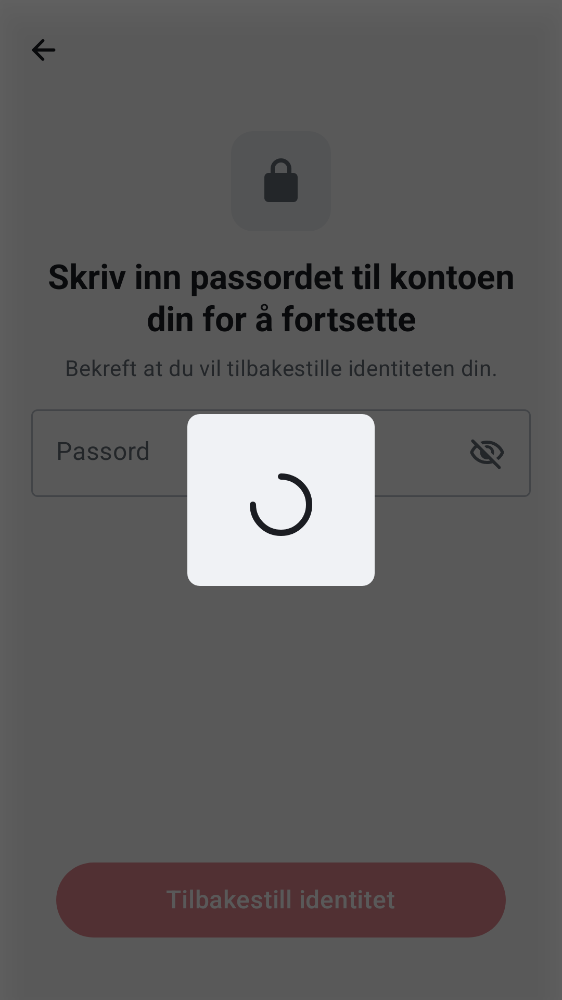 Skriv inn passordet til kontoen
din for å fortsette
Bekreft at du vil tilbakestille identiteten din.
Passord
Tilbakestill identitet